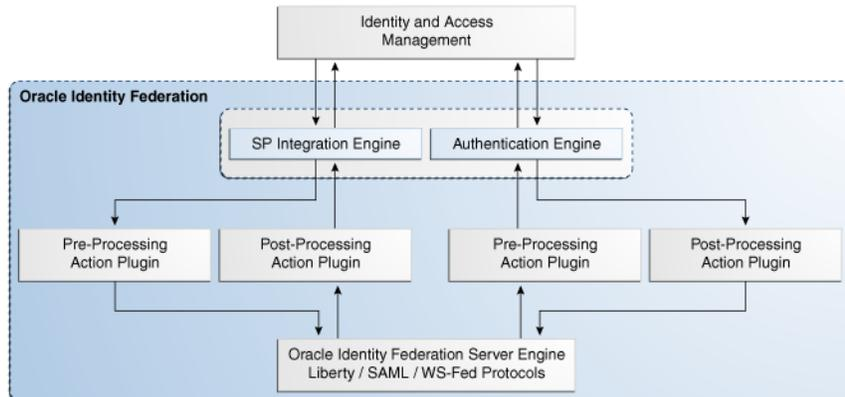 Identity and Access
Management
Oracle Identity Federation
SP Integration Engine
Authentication Engine
Pre-Processing
Action Plugin
Post-Processing
Action Plugin
Pre-Processing
Action Plugin
Post-Processing
Action Plugin
Oracle Identity Federation Server Engine
Liberty / SAML / WS-Fed Protocols